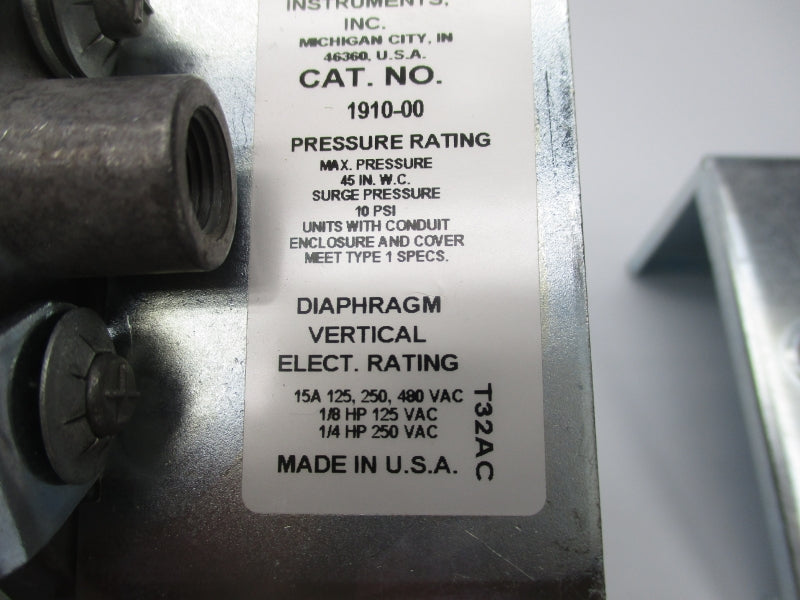 INSTRUMENTS,
INC.
MICHIGAN CITY, IN
46360, U.S.A.
CAT. NO.
1910-00
PRESSURE RATING
MAX. PRESSURE
45 IN. W.C.
SURGE PRESSURE
10 PSI
UNITS WITH CONDUIT
ENCLOSURE AND COVER
MEET TYPE 1 SPECS.
DIAPHRAGM
VERTICAL
ELECT. RATING
15A 125, 250, 480 VAC
1/8 HP 125 VAC
1/4 HP 250 VAC
MADE IN U.S.A.
T32AC